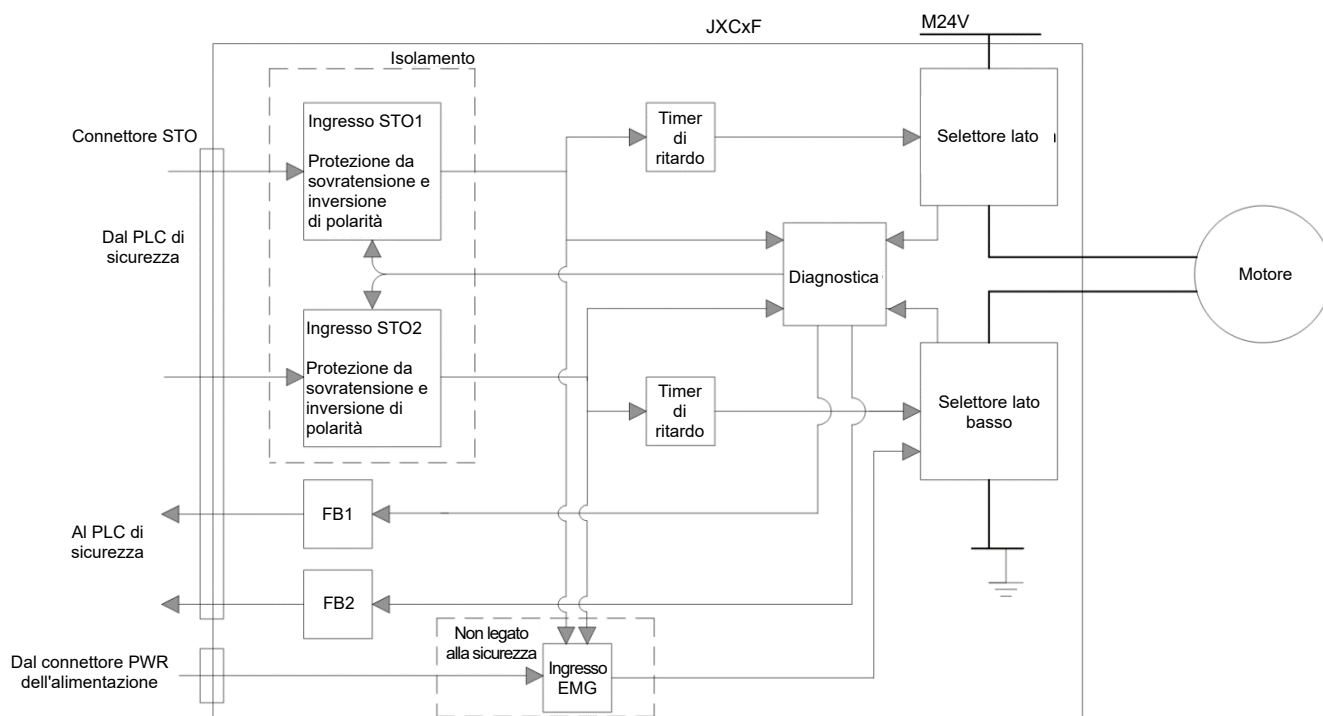 JXCxF
M24V
Isolamento
Connettore STO
Ingresso STO1
Protezione da
sovratensione e
inversione
di polarità
Timer
di
ritardo
Selettore lato
Dal PLC di
sicurezza
Diagnostica
Motore
Ingresso STO2
Protezione da
sovratensione e
inversione di
polarità
Timer
di
ritardo
Selettore lato
basso
FB1
Al PLC di
sicurezza
FB2
Non legato
alla sicurezza
Dal connettore PWR
dell'alimentazione
Ingresso
EMG